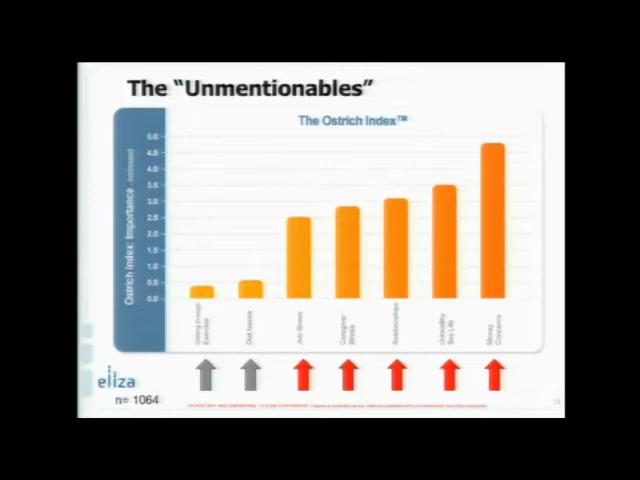 The “Unmentionables”
The Ostrich Index™
Ostrich Index: Importance - Addressed
5.0
4.5
4.0
3.5
3.0
2.5
2.0
1.5
1.0
0.5
0.0
Getting Enough
Exercise
Diet Issues
Job Stress
Caregiver
Stress
Relationships
Unhealthy
Sex Life
Money
Concerns
eliza
n= 1064